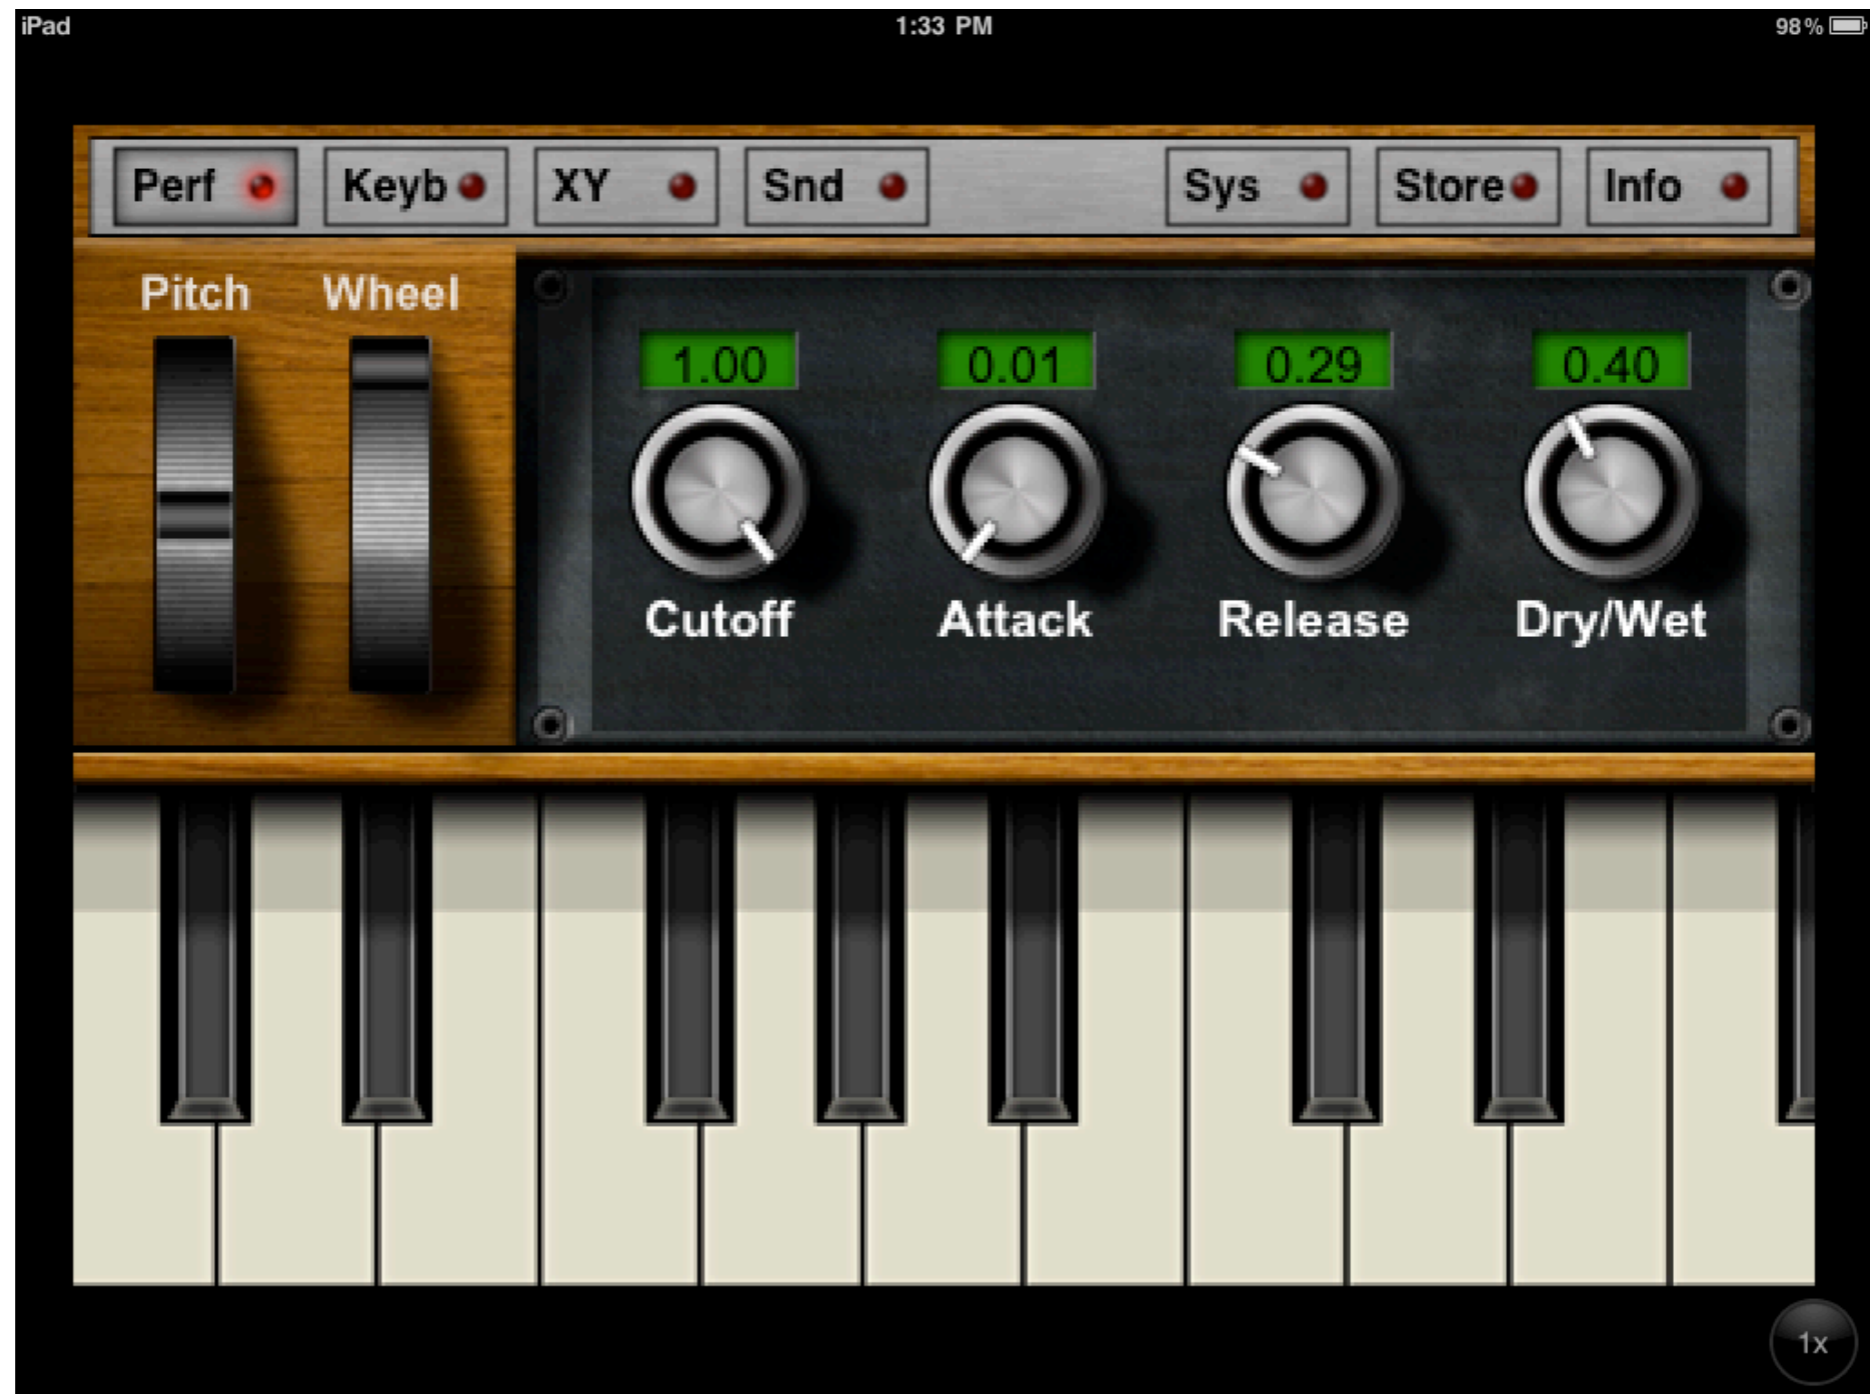 iPad 1:33 PM 98%
Perf Keyb XY Snd Sys Store Info
Pitch Wheel
1.00 0.01 0.29 0.40
Cutoff Attack Release Dry/Wet
1x